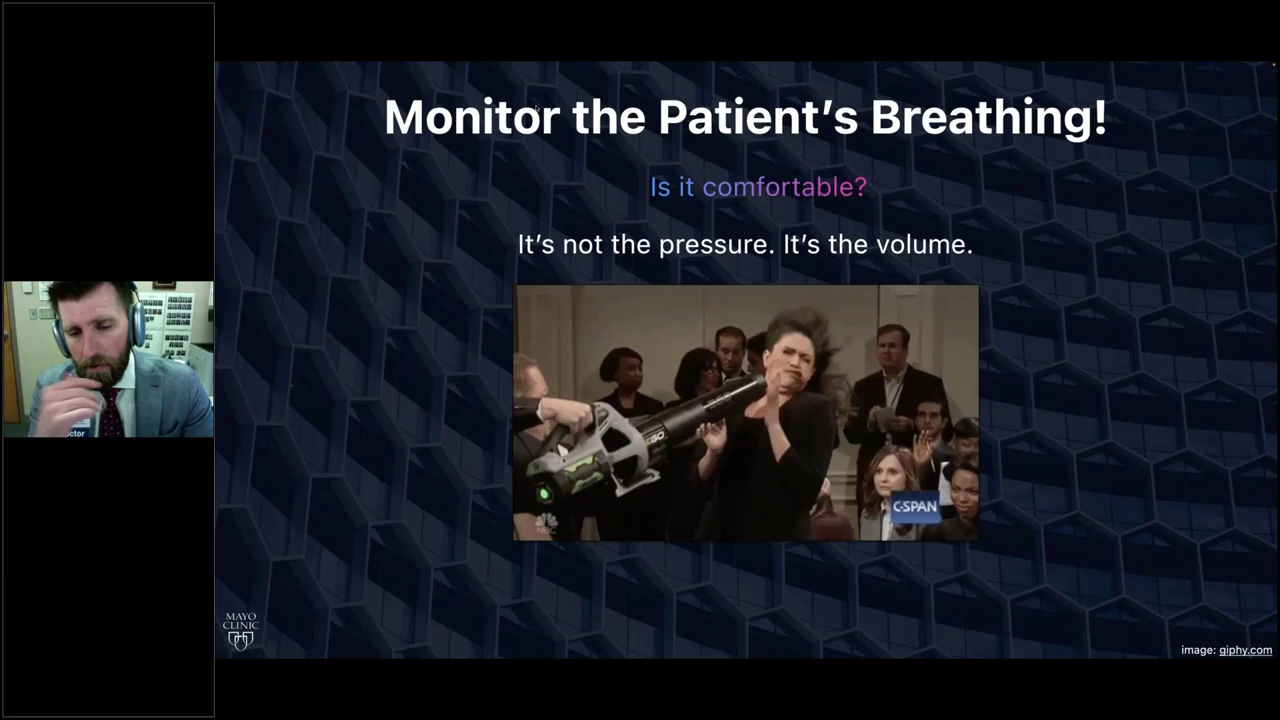 Monitor the Patient’s Breathing!
Is it comfortable?
It’s not the pressure. It’s the volume.
EGO
C-SPAN
NBC
MAYO
CLINIC
image: giphy.com